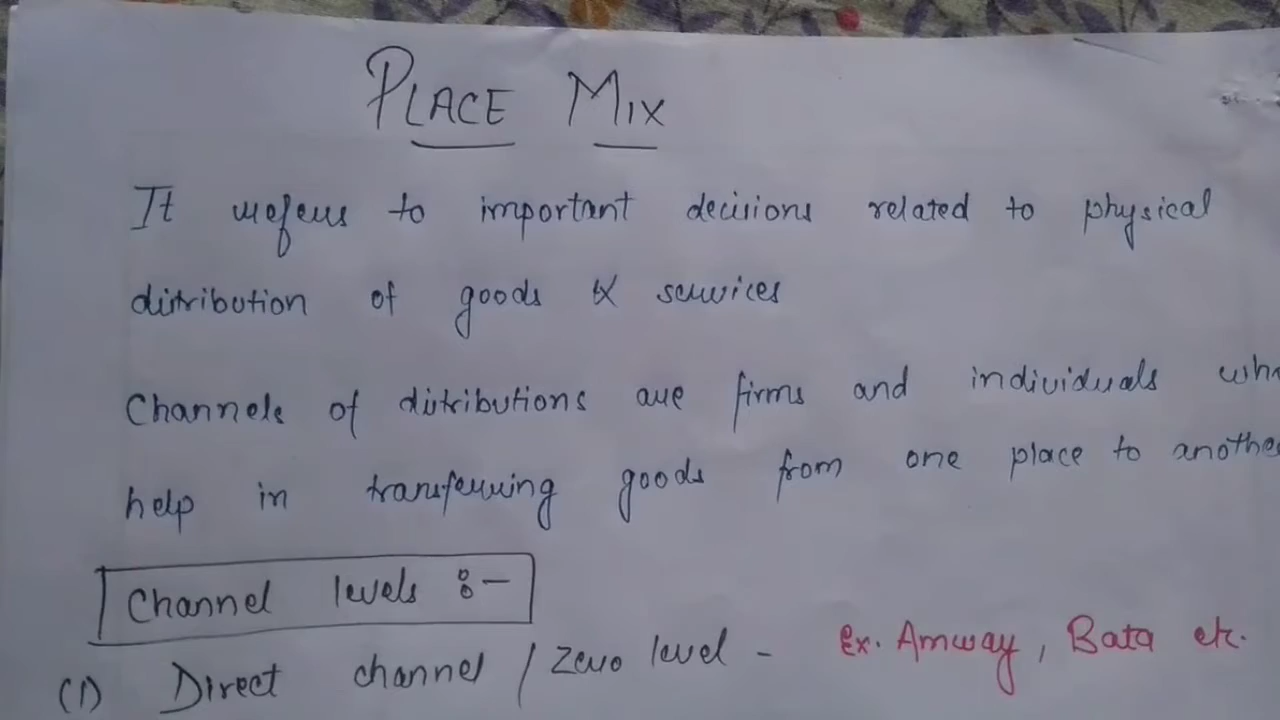 PLACE MIX
It refers to important decisions related to physical
distribution of goods & services
Channels of distributions are firms and individuals who
help in transferring goods from one place to another
Channel levels :-
(1) Direct channel / Zero level - Ex. Amway, Bata etc.